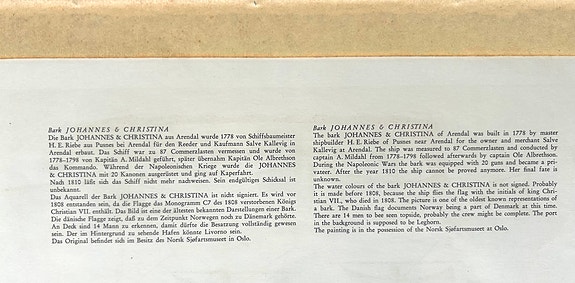 Bark JOHANNES & CHRISTINA
Die Bark JOHANNES & CHRISTINA aus Arendal wurde 1778 von Schiffsbaumeister
H. E. Riebe aus Pusnes bei Arendal für den Reeder und Kaufmann Salve Kallevig in
Arendal erbaut. Das Schiff war zu 87 Commerzlasten vermessen und wurde von
1778–1798 von Kapitän A. Mildahl geführt, später übernahm Kapitän Ole Albrethson
das Kommando. Während der Napoleonischen Kriege wurde die JOHANNES
& CHRISTINA mit 20 Kanonen ausgerüstet und ging auf Kaperfahrt.
Nach 1810 läßt sich das Schiff nicht mehr nachweisen. Sein endgültiges Schicksal ist
unbekannt.
Das Aquarell der Bark JOHANNES & CHRISTINA ist nicht signiert. Es wird vor
1808 entstanden sein, da die Flagge das Monogramm C7 des 1808 verstorbenen Königs
Christian VII. enthält. Das Bild ist eine der ältesten bekannten Darstellungen einer Bark.
Die dänische Flagge zeigt, daß zu dem Zeitpunkt Norwegen noch zu Dänemark gehörte.
An Deck sind 14 Mann zu erkennen, damit dürfte die Besatzung vollständig gewesen
sein. Der im Hintergrund zu sehende Hafen könnte Livorno sein.
Das Original befindet sich im Besitz des Norsk Sjøfartsmuseet in Oslo.
Bark JOHANNES & CHRISTINA
The bark JOHANNES & CHRISTINA of Arendal was built in 1778 by master
shipbuilder H. E. Riebe of Pusnes near Arendal for the owner and merchant Salve
Kallevig at Arendal. The ship was measured to 87 Commerzlasten and conducted by
captain A. Mildahl from 1778–1798 followed afterwards by captain Ole Albrethson.
During the Napoleonic Wars the bark was equipped with 20 guns and became a pri-
vateer. After the year 1810 the ship cannot be proved anymore. Her final fate is
unknown.
The water colours of the bark JOHANNES & CHRISTINA is not signed. Probably
it is made before 1808, because the ship flies the flag with the initials of king Chri-
stian VII., who died in 1808. The picture is one of the oldest known representations of
a bark. The Danish flag documents Norway being a part of Denmark at this time.
There are 14 men to be seen topside, probably the crew might be complete. The port
in the background is supposed to be Leghorn.
The painting is in the possession of the Norsk Sjøfartsmuseet at Oslo.